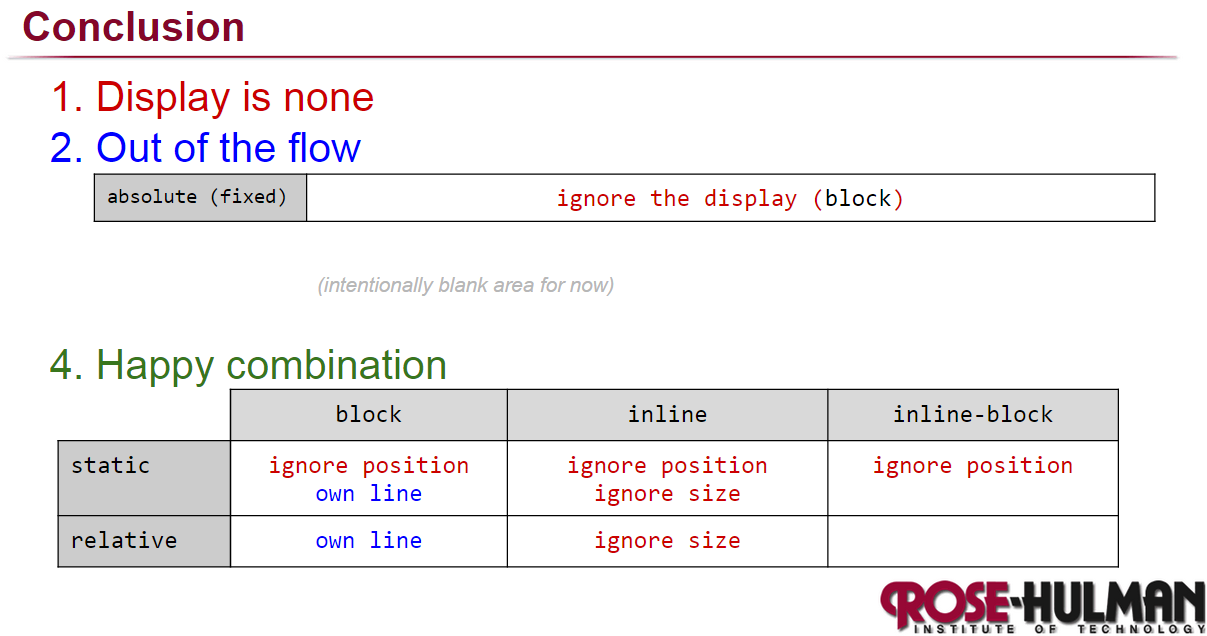 Conclusion
1. Display is none
2. Out of the flow
absolute (fixed) ignore the display (block)
(intentionally blank area for now)
4. Happy combination
block inline inline-block
static ignore position ignore position ignore position
own line ignore size
relative own line ignore size
ROSE-HULMAN
INSTITUTE OF TECHNOLOGY